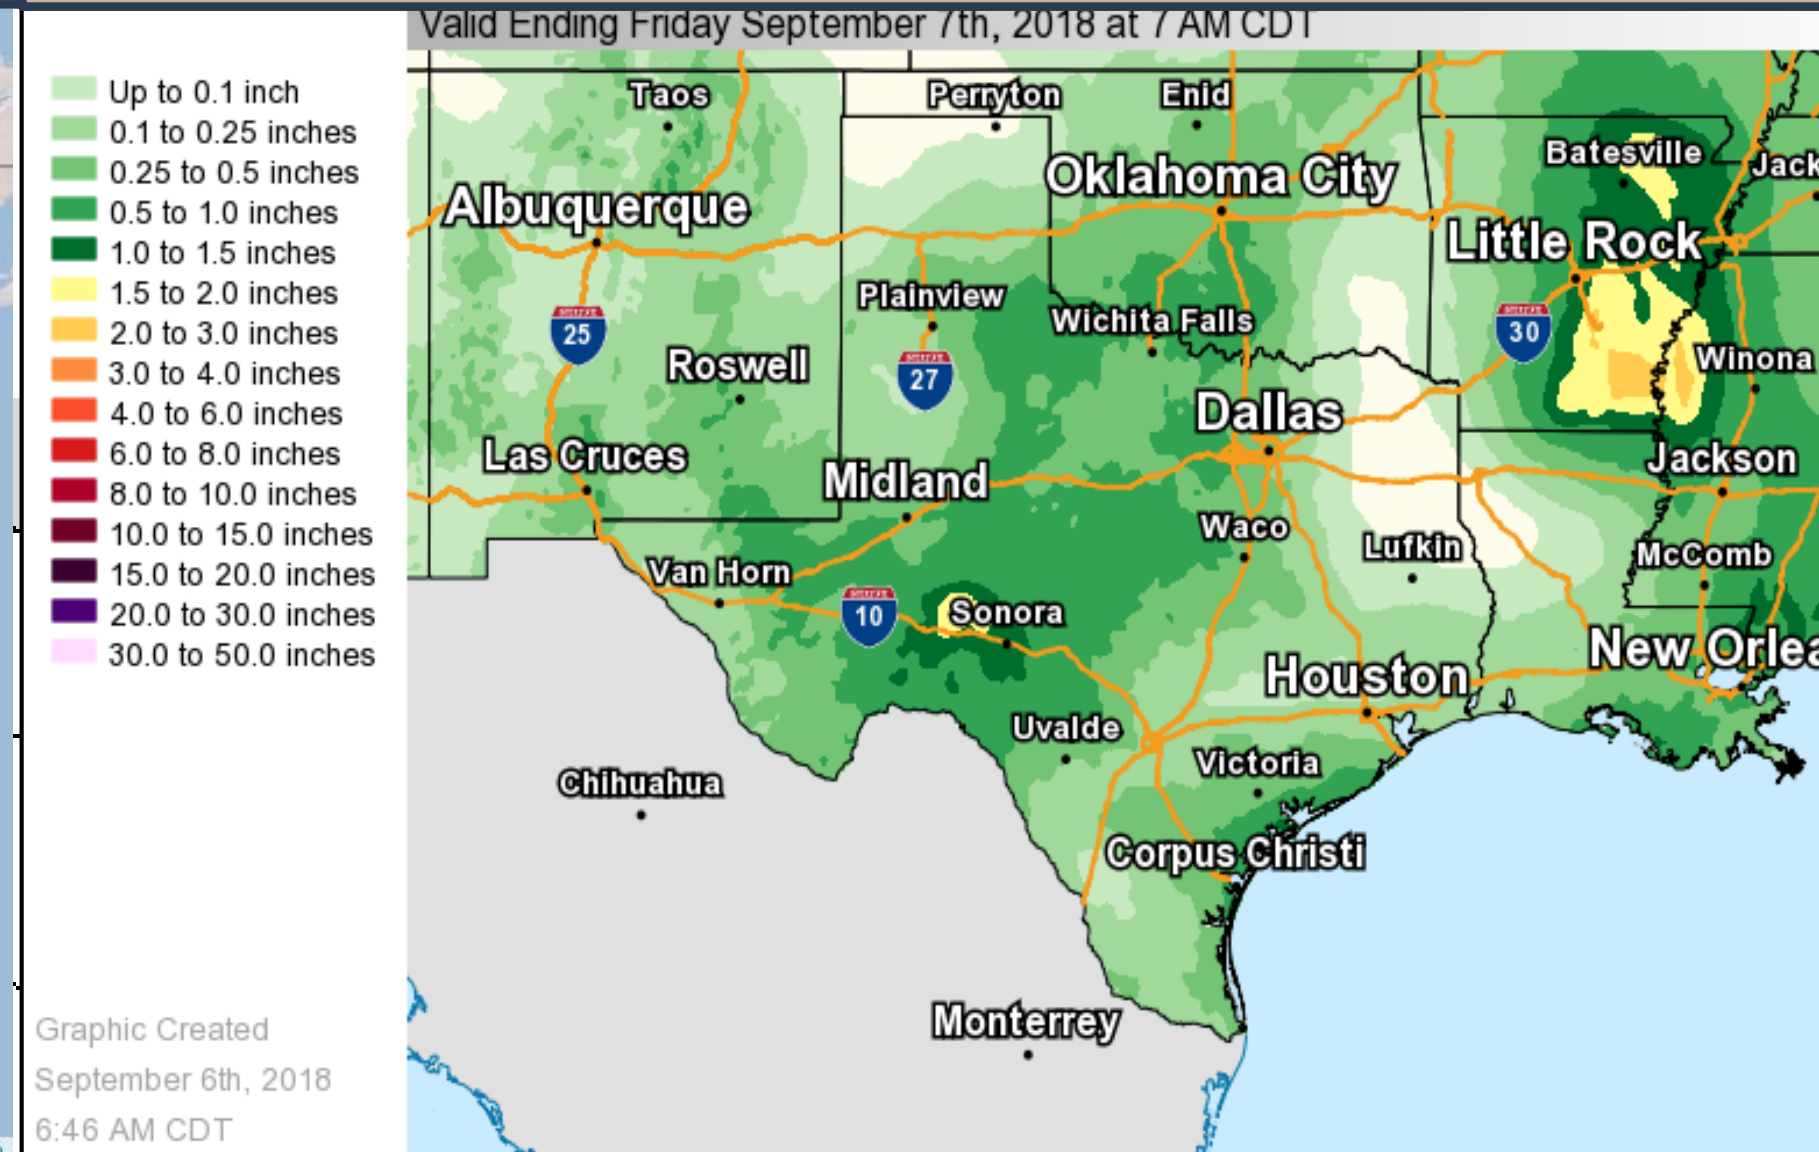 Valid Ending Friday September 7th, 2018 at 7 AM CDT
Up to 0.1 inch
0.1 to 0.25 inches
0.25 to 0.5 inches
0.5 to 1.0 inches
1.0 to 1.5 inches
1.5 to 2.0 inches
2.0 to 3.0 inches
3.0 to 4.0 inches
4.0 to 6.0 inches
6.0 to 8.0 inches
8.0 to 10.0 inches
10.0 to 15.0 inches
15.0 to 20.0 inches
20.0 to 30.0 inches
30.0 to 50.0 inches
Graphic Created
September 6th, 2018
6:46 AM CDT
Taos
Perryton
Enid
Batesville
Jack
Oklahoma City
Albuquerque
Little Rock
Plainview
Wichita Falls
25
30
Roswell
27
Winona
Dallas
Las Cruces
Midland
Jackson
Waco
Lufkin
McComb
Van Horn
10
Sonora
New Orlea
Houston
Uvalde
Victoria
Chihuahua
Corpus Christi
Monterrey